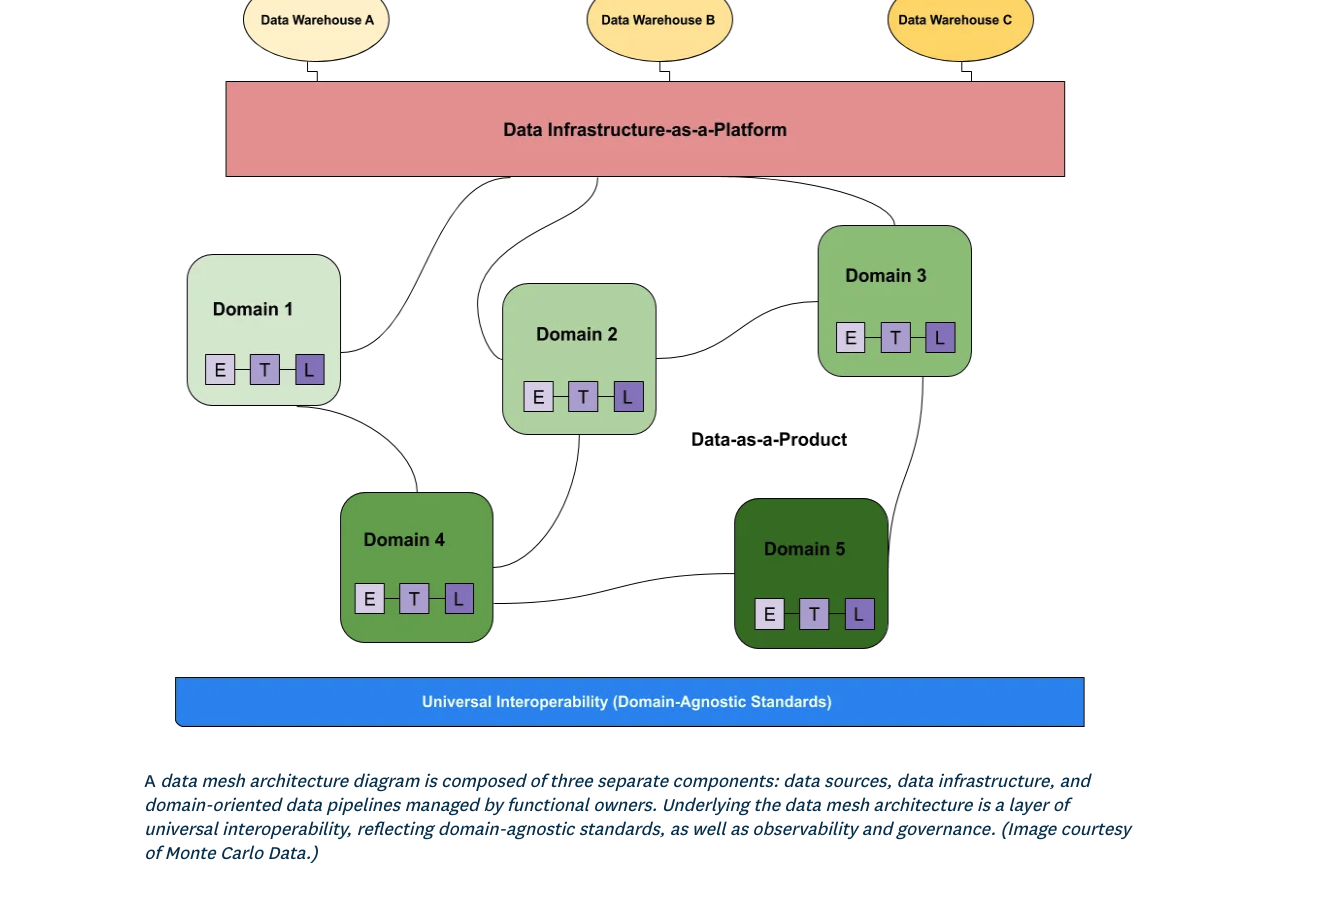 Data Warehouse A
Data Warehouse B
Data Warehouse C
Data Infrastructure-as-a-Platform
Domain 1
E T L
Domain 2
E T L
Domain 3
E T L
Data-as-a-Product
Domain 4
E T L
Domain 5
E T L
Universal Interoperability (Domain-Agnostic Standards)
A data mesh architecture diagram is composed of three separate components: data sources, data infrastructure, and
domain-oriented data pipelines managed by functional owners. Underlying the data mesh architecture is a layer of
universal interoperability, reflecting domain-agnostic standards, as well as observability and governance. (Image courtesy
of Monte Carlo Data.)